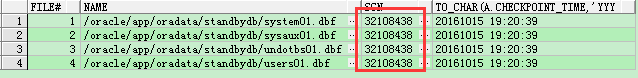 FILE# NAME SCN TO_CHAR(A.CHECKPOINT_TIME,'YYY
1 1 /oracle/app/oradata/standbydb/system01.dbf ... 32108438 20161015 19:20:39
2 2 /oracle/app/oradata/standbydb/sysaux01.dbf ... 32108438 20161015 19:20:39
3 3 /oracle/app/oradata/standbydb/undotbs01.dbf ... 32108438 20161015 19:20:39
4 4 /oracle/app/oradata/standbydb/users01.dbf ... 32108438 20161015 19:20:39